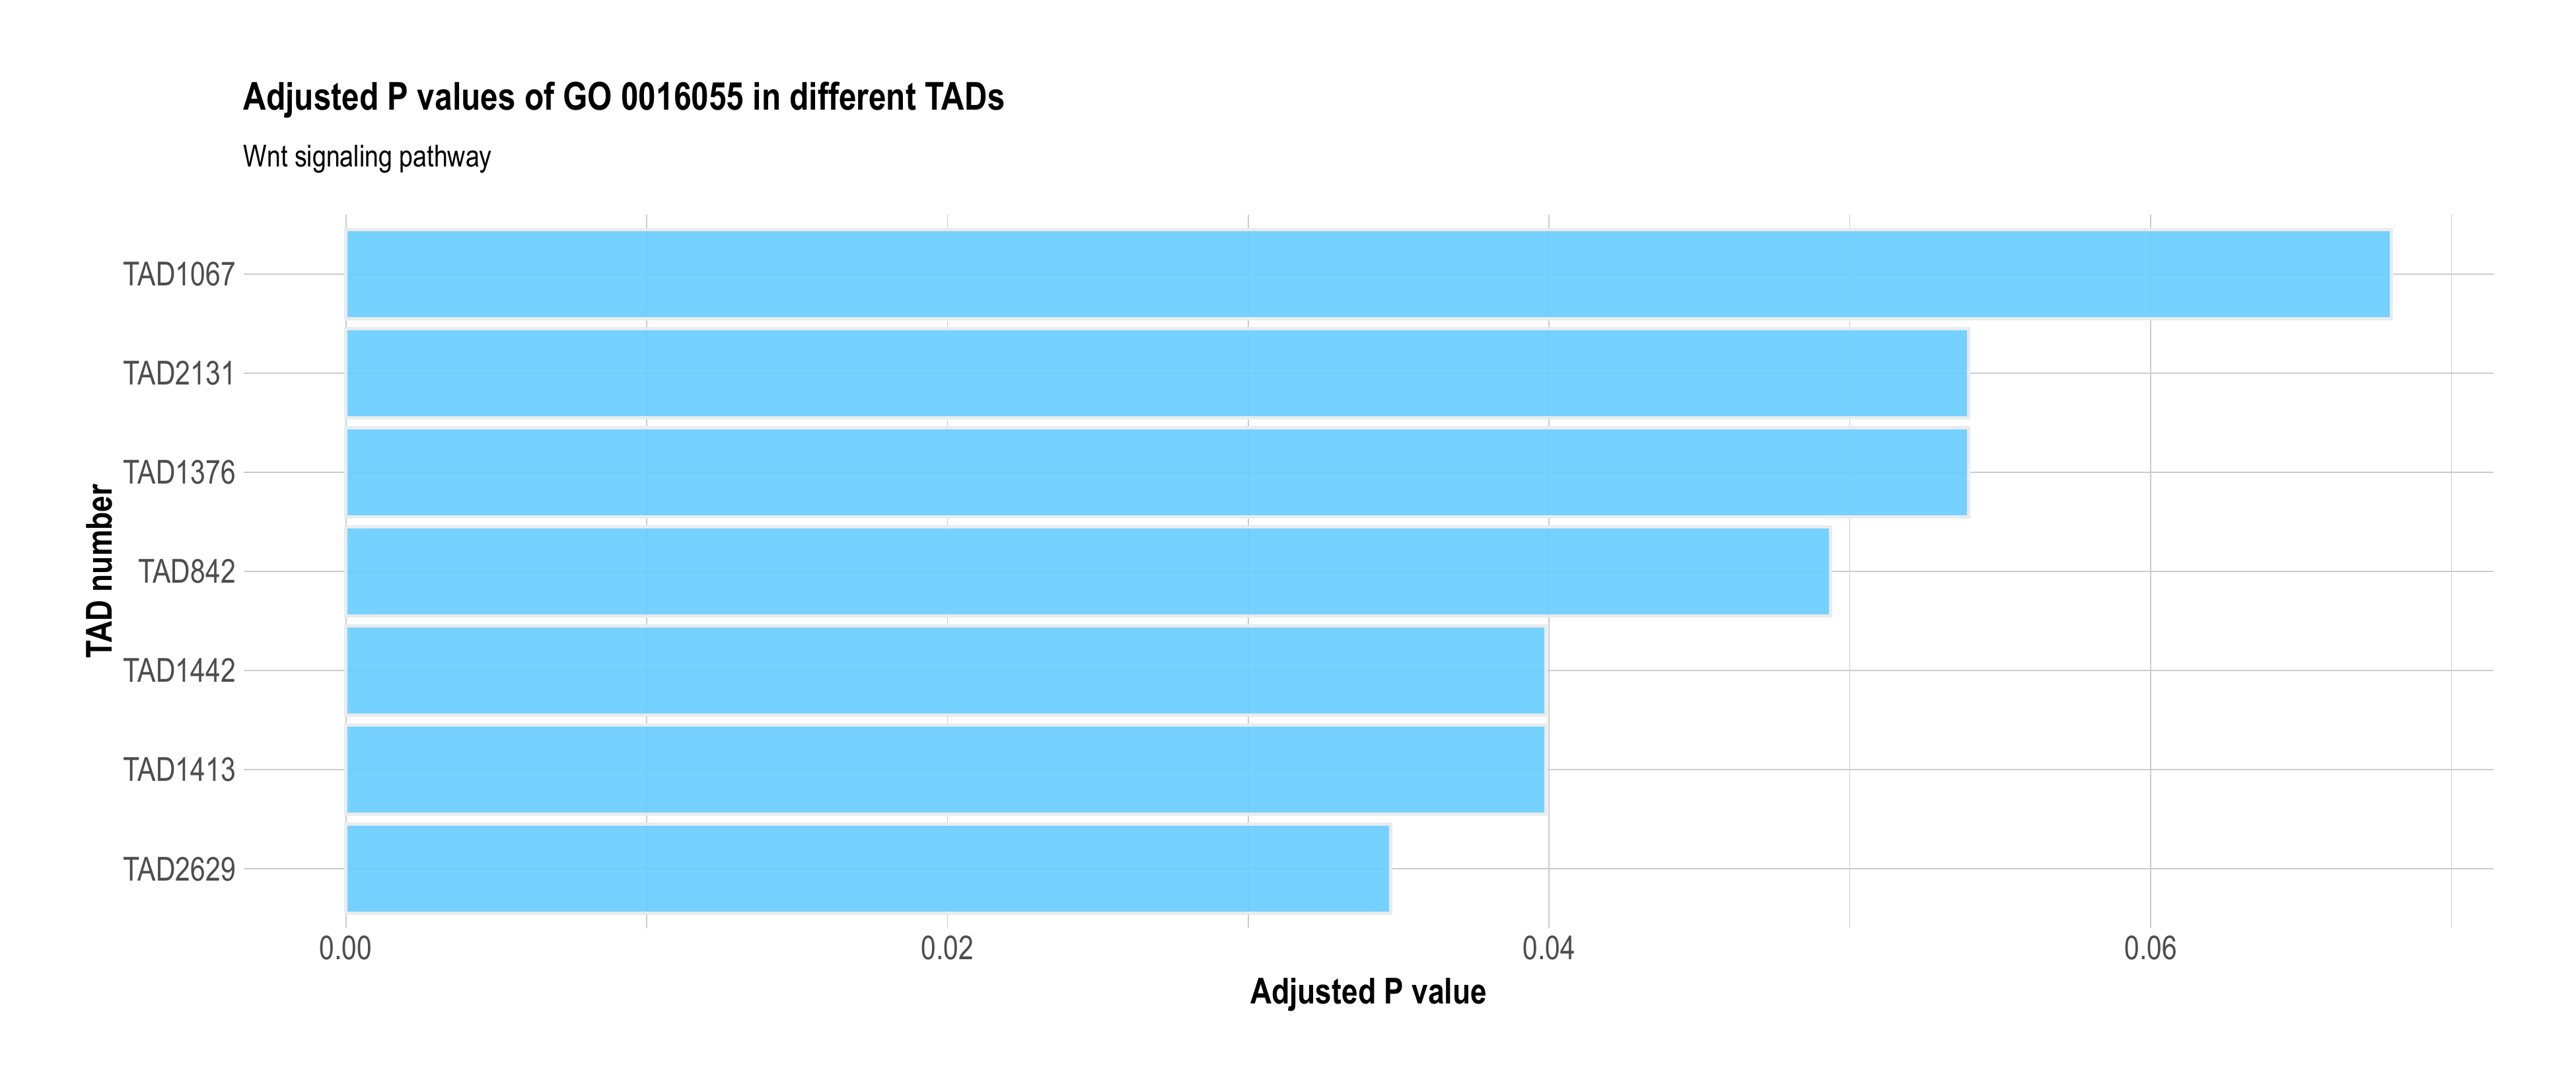 Adjusted P values of GO 0016055 in different TADs
Wnt signaling pathway
TAD number
TAD1067
TAD2131
TAD1376
TAD842
TAD1442
TAD1413
TAD2629
0.00 0.02 0.04 0.06
Adjusted P value